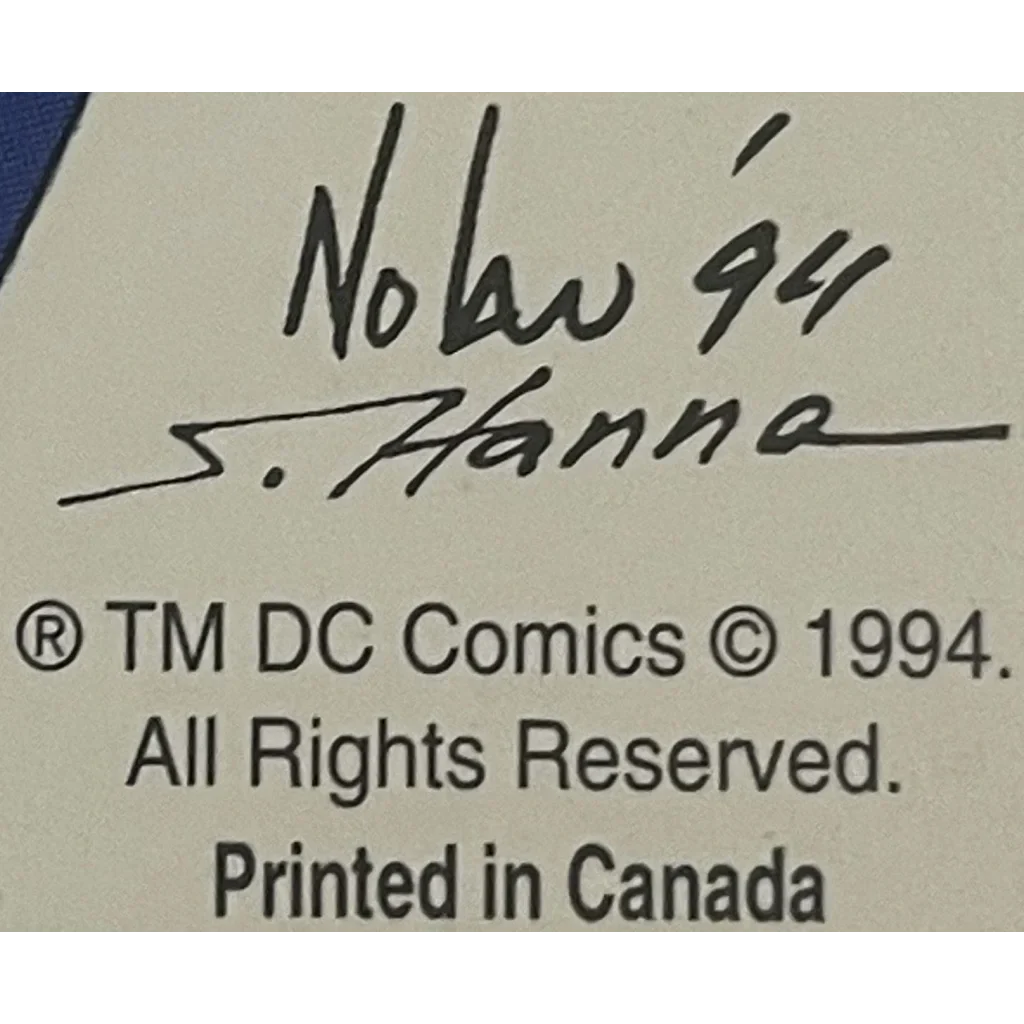 Nolan '94
S. Hanna
® TM DC Comics © 1994.
All Rights Reserved.
Printed in Canada